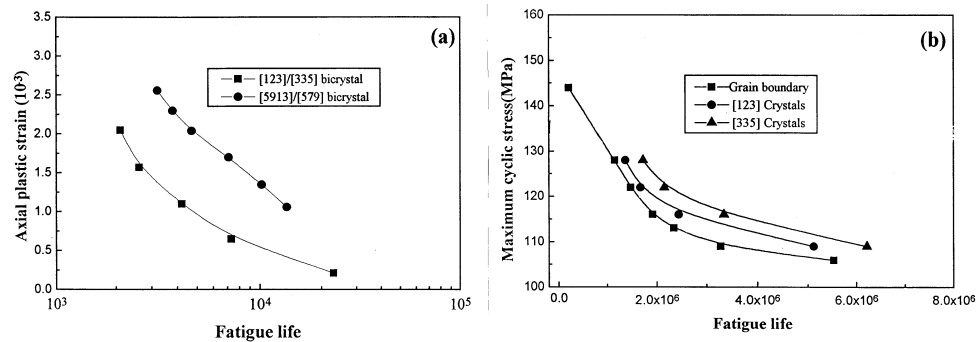 (a)
[123]/[335] bicrystal
[5913]/[579] bicrystal
Axial plastic strain (10⁻³)
3.5
3.0
2.5
2.0
1.5
1.0
0.5
0.0
10³
10⁴
10⁵
Fatigue life
(b)
Grain boundary
[123] Crystals
[335] Crystals
Maximum cyclic stress(MPa)
160
150
140
130
120
110
100
0.0
2.0x10⁶
4.0x10⁶
6.0x10⁶
8.0x10⁶
Fatigue life